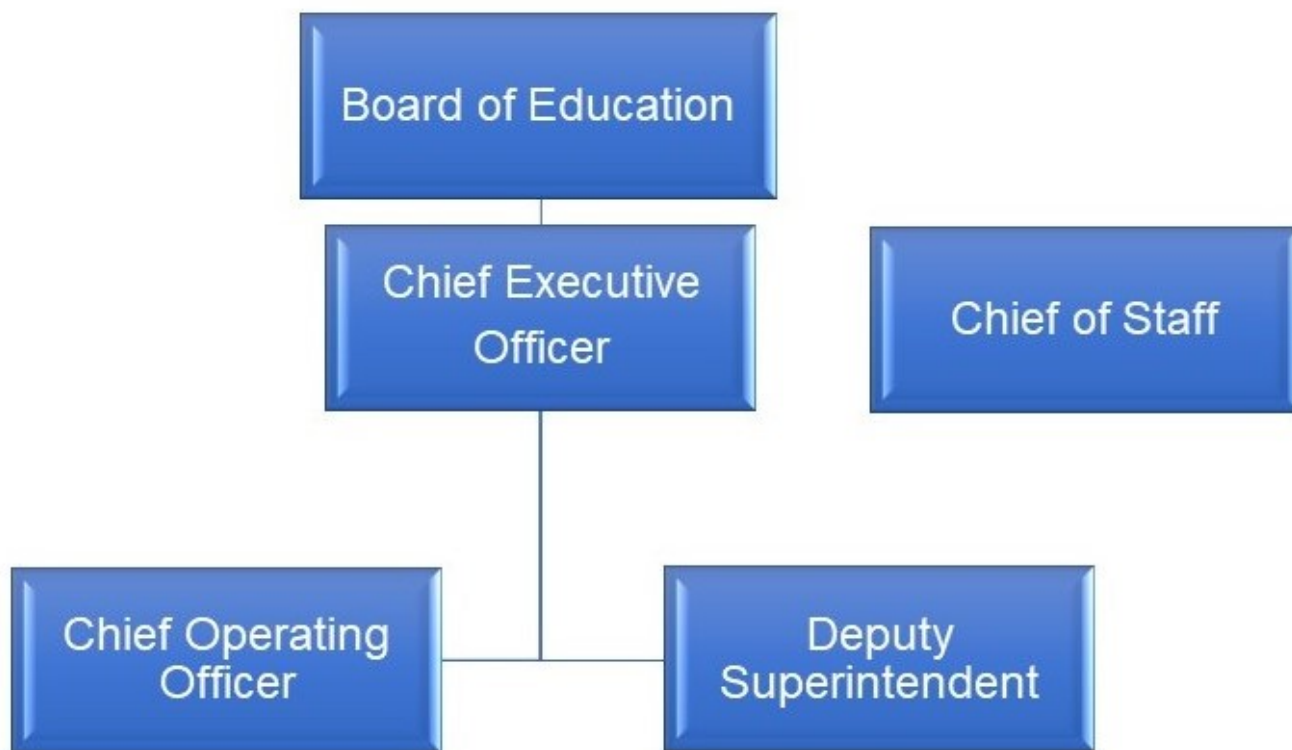 Board of Education
Chief Executive
Officer
Chief of Staff
Chief Operating
Officer
Deputy
Superintendent